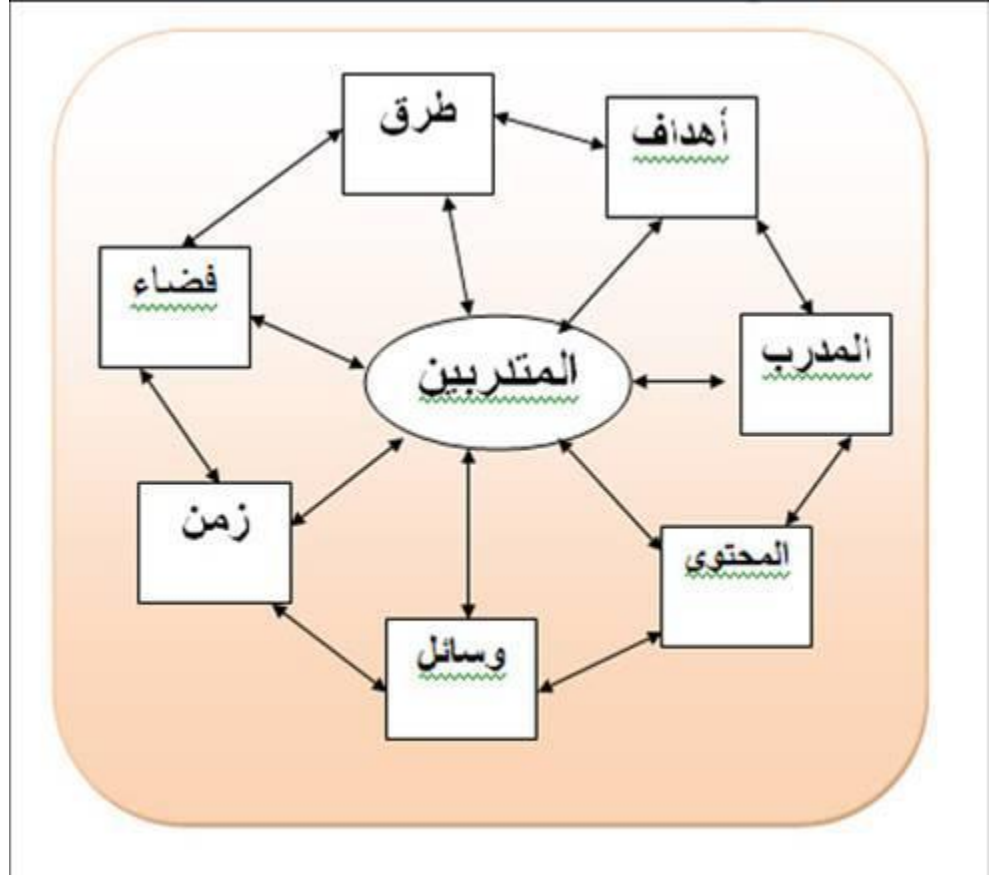 طرق
أهداف
فضاء
المتدربين
المدرب
زمن
المحتوى
وسائل